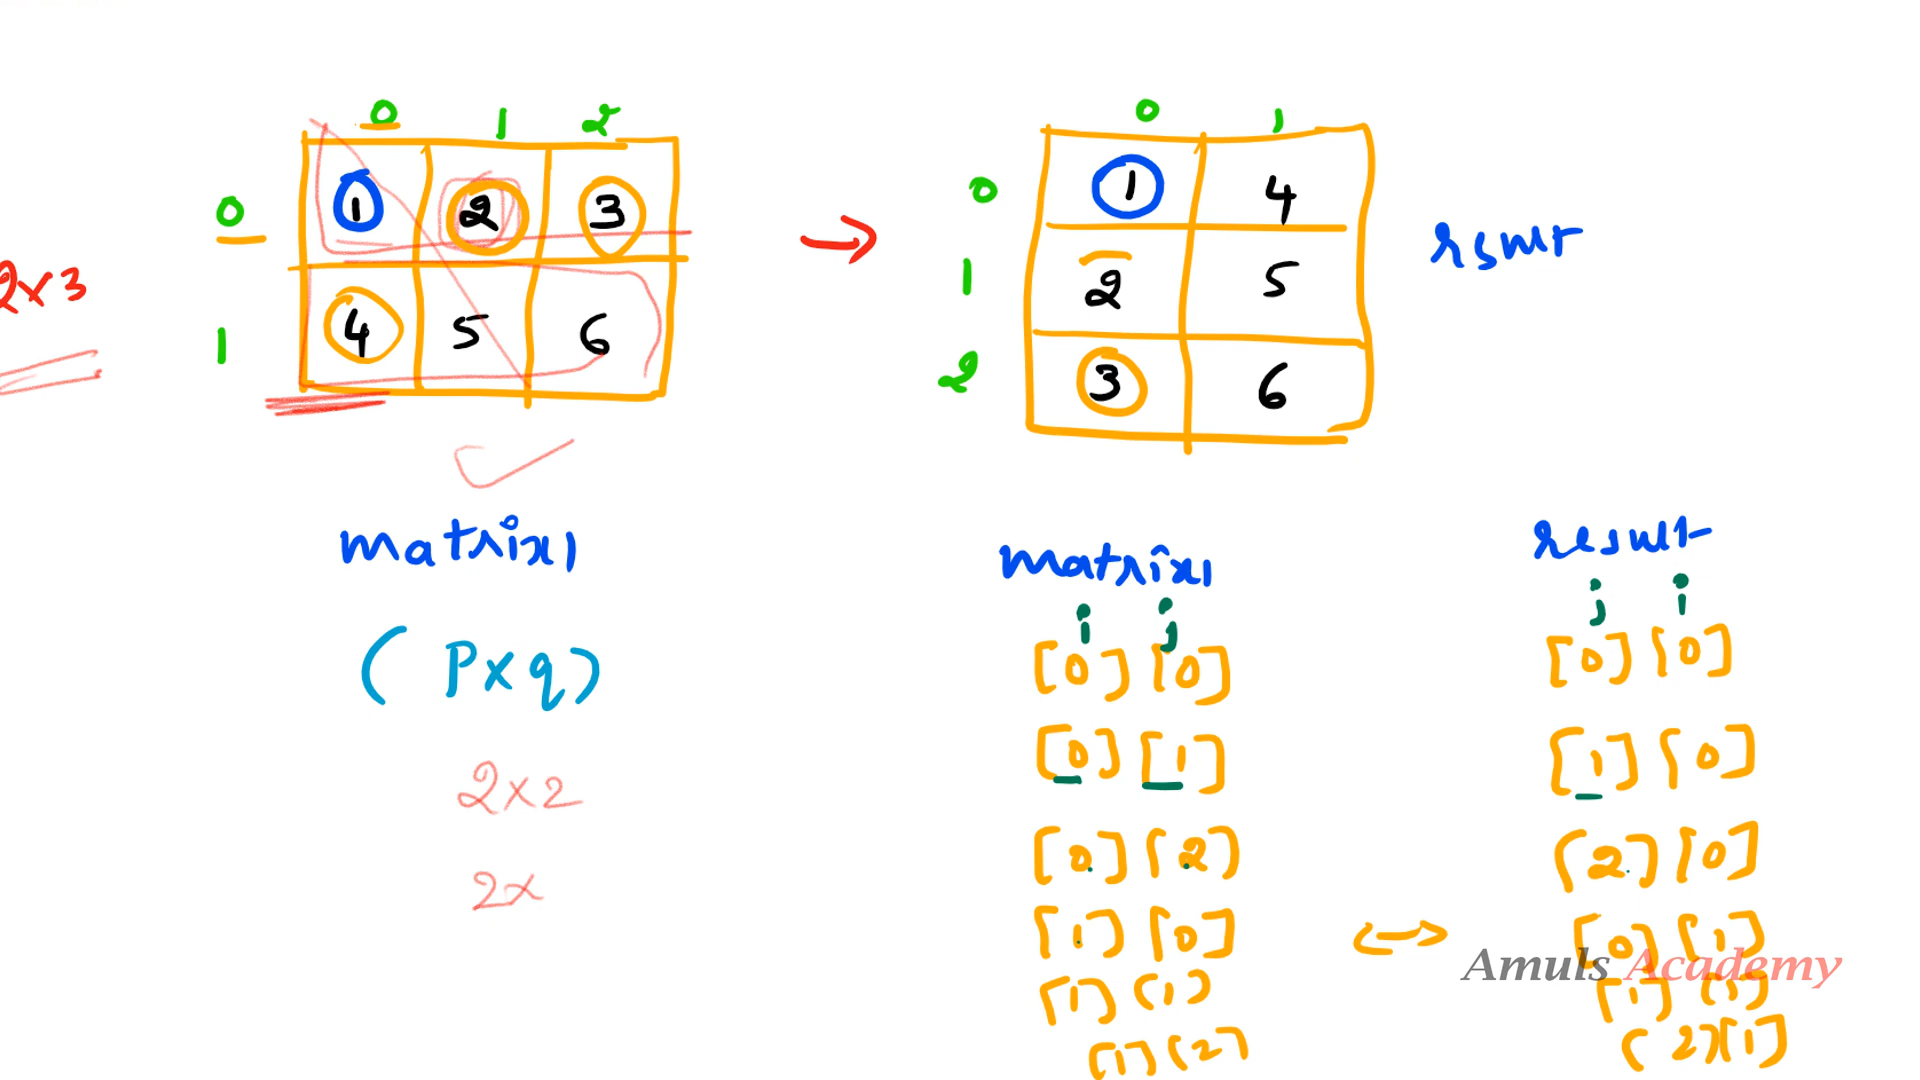 0 1 2
0 1 2 3
1 4 5 6
2x3
→
0 1
0 1 4
1 2 5
2 3 6
result
matrix1
(Pxq)
2x2
2x
matrix1 result
i j j i
[0] [0] [0] [0]
[0] [1] [1] [0]
[0] [2] [2] [0]
[1] [0] ↔ [0] [1]
[1] [1] [1] [1]
[1] [2] [2] [1]
Amuls Academy